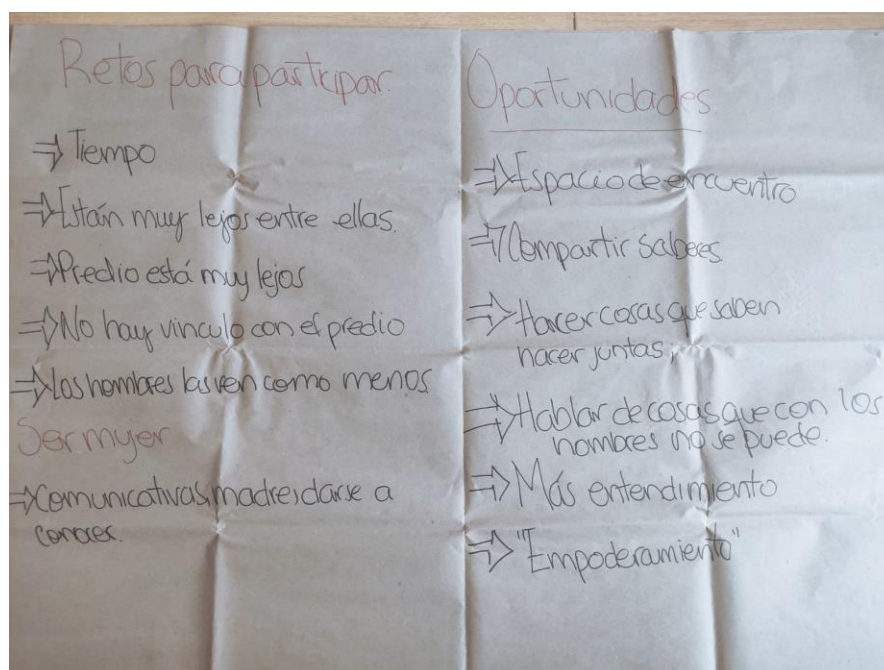 Retos para participar.
⇒ Tiempo
⇒ Están muy lejos entre ellas.
⇒ Predio está muy lejos
⇒ No hay vinculo con el predio
⇒ Los hombres las ven como menos
Ser mujer
⇒ Comunicativas, madre, darse a
conocer.
Oportunidades.
⇒ Espacio de encuentro
⇒ Compartir saberes
⇒ Hacer cosas que saben
hacer juntas,
⇒ Hablar de cosas que con los
hombres no se puede.
⇒ Más entendimiento
⇒ "Empoderamiento"